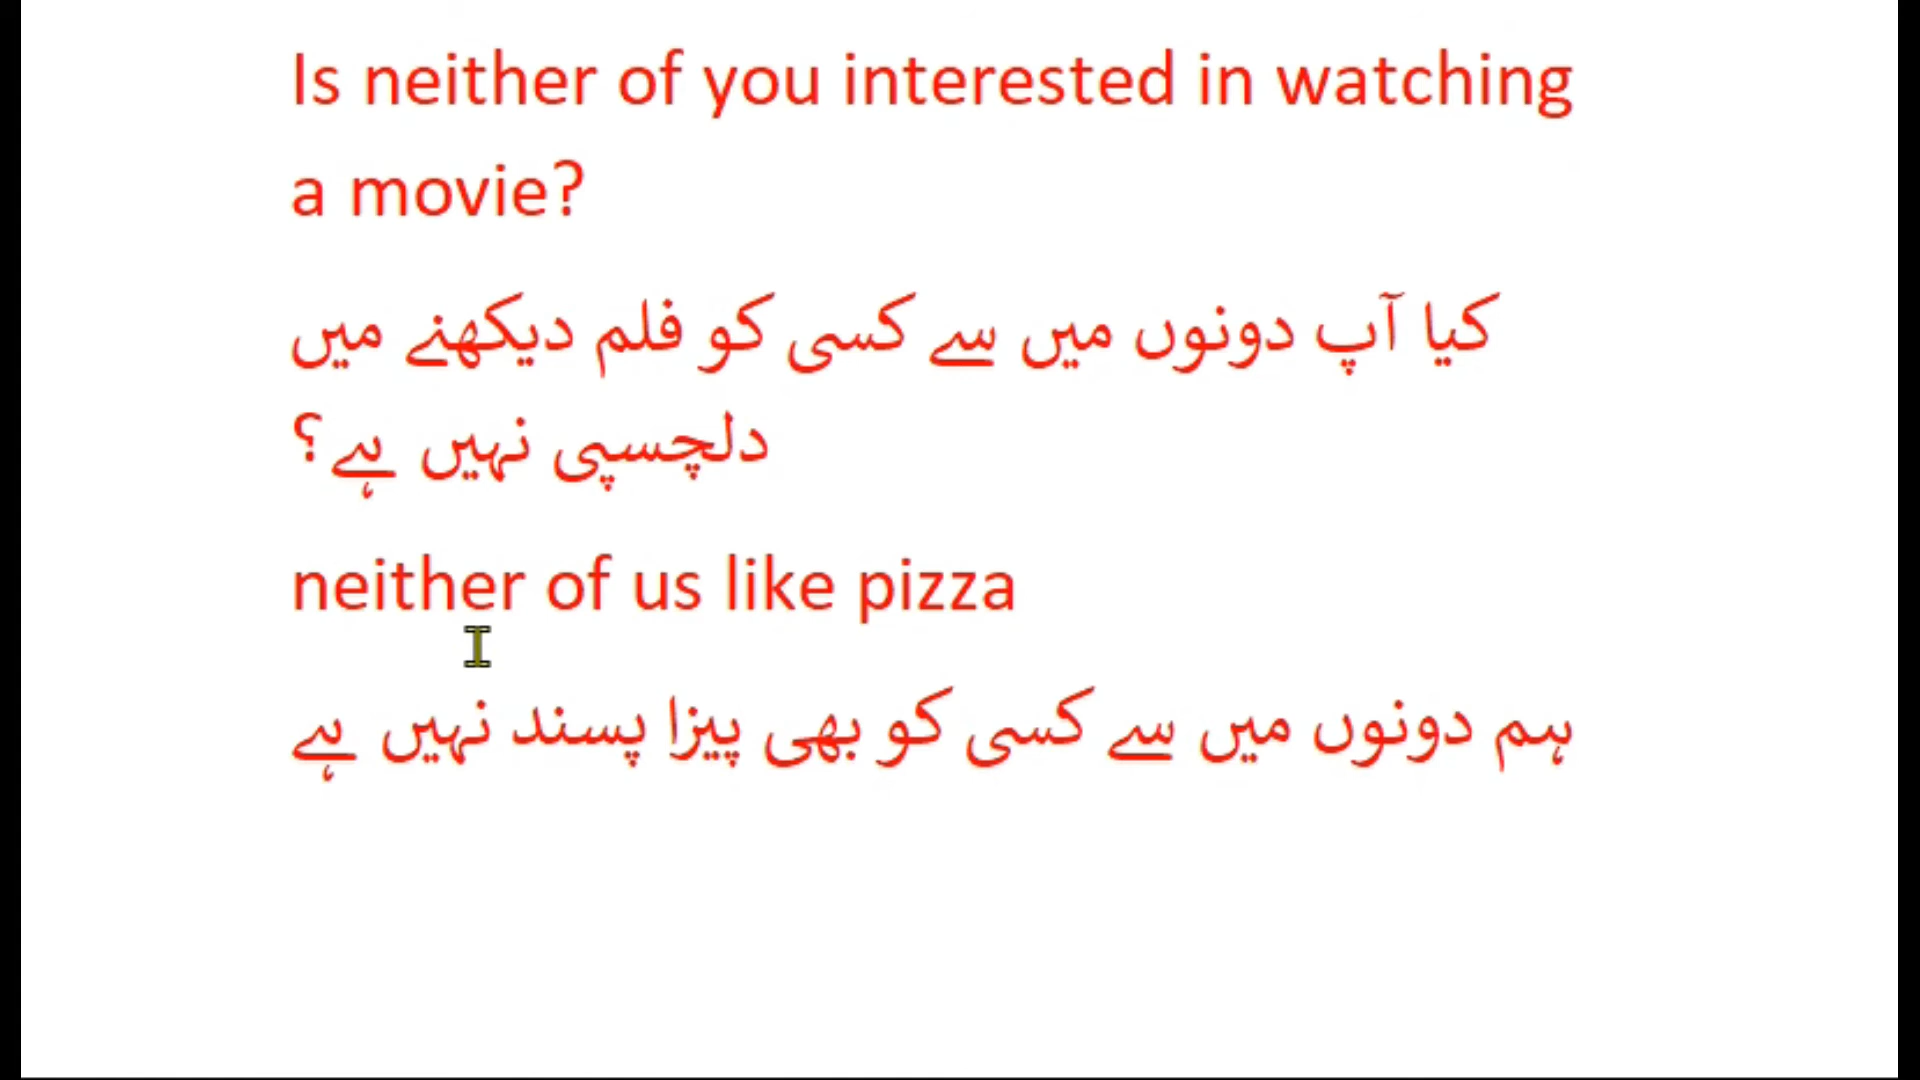 Is neither of you interested in watching
a movie?
کیا آپ دونوں میں سے کسی کو فلم دیکھنے میں
دلچسپی نہیں ہے؟
neither of us like pizza
ہم دونوں میں سے کسی کو بھی پیزا پسند نہیں ہے